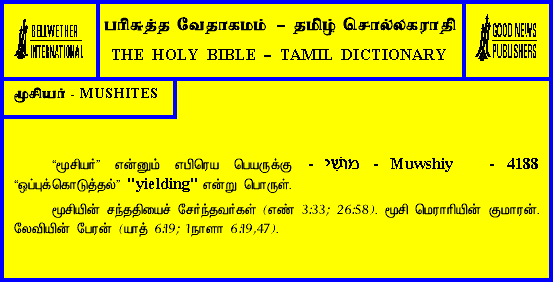 BELLWETHER
INTERNATIONAL
பரிசுத்த வேதாகமம் – தமிழ் சொல்லகராதி
THE HOLY BIBLE – TAMIL DICTIONARY
GOOD NEWS
PUBLISHERS
மூசியர் - MUSHITES
“மூசியர்” என்னும் எபிரெய பெயருக்கு - מוּשִׁי - Muwshiy - 4188
“ஒப்புக்கொடுத்தல்” "yielding" என்று பொருள்.
மூசியின் சந்ததியைச் சேர்ந்தவர்கள் (எண் 3:33; 26:58). மூசி மெராரியின் குமாரன்.
லேவியின் பேரன் (யாத் 6:19; 1நாளா 6:19,47).